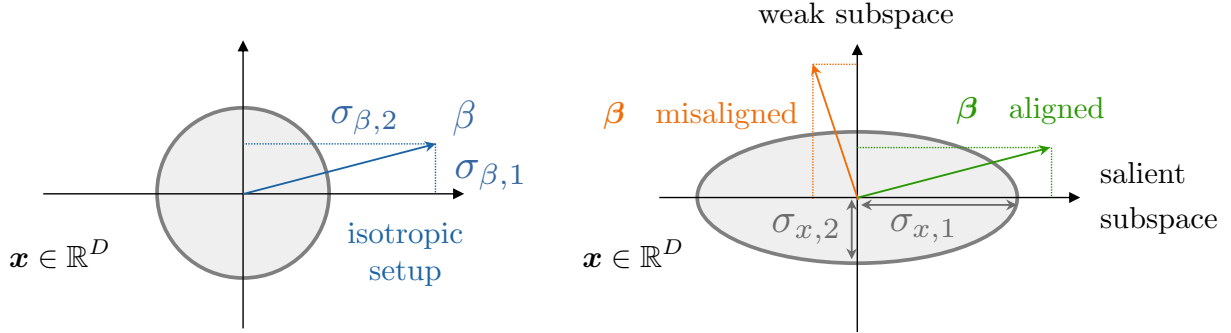 σβ,2
β
σβ,1
isotropic
setup
𝒙 ∈ ℝᴰ
weak subspace
β misaligned
β aligned
salient
subspace
σx,2
σx,1
𝒙 ∈ ℝᴰ